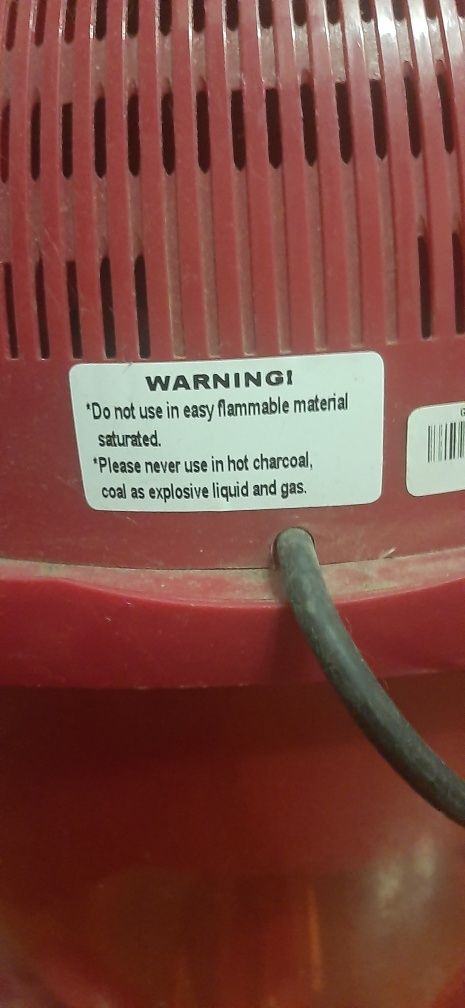 WARNING!
*Do not use in easy flammable material
saturated.
*Please never use in hot charcoal,
coal as explosive liquid and gas.
G